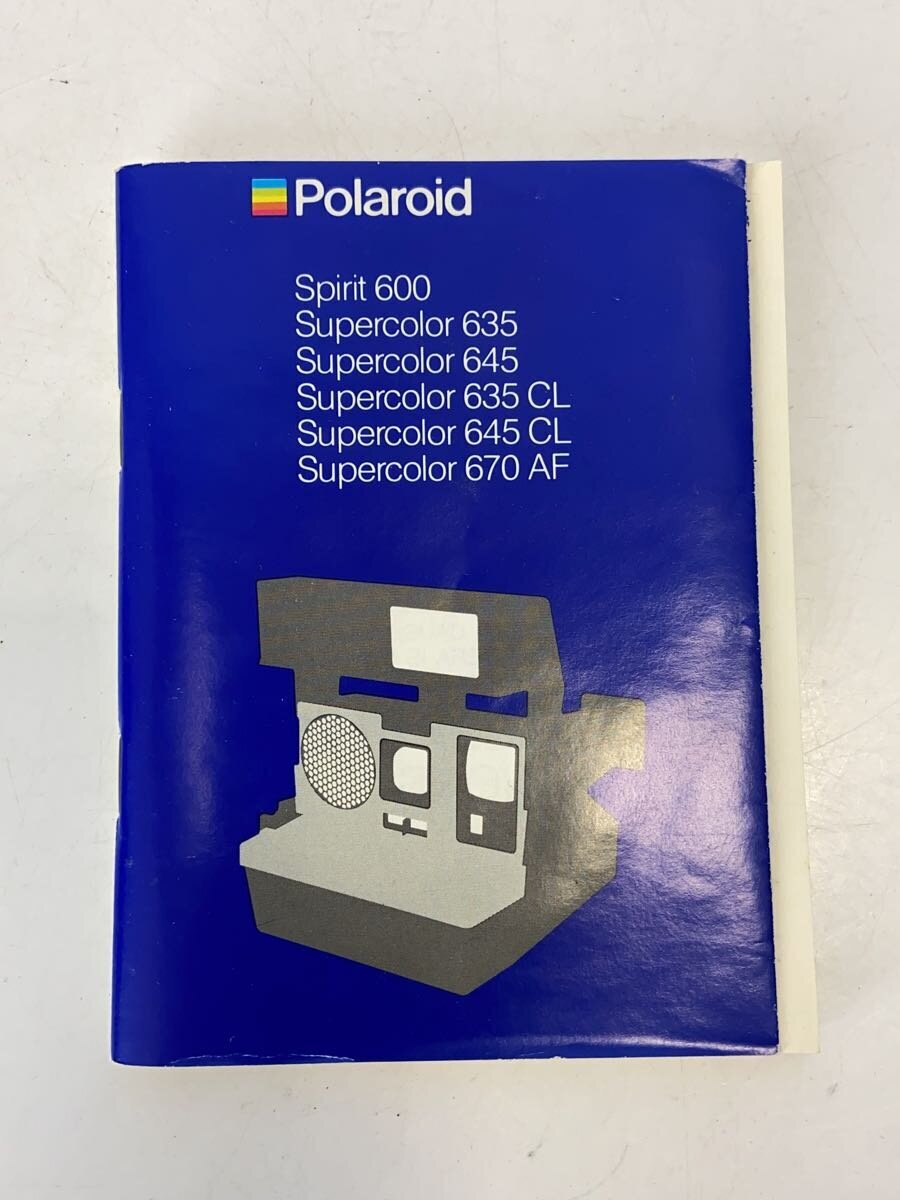 Polaroid
Spirit 600
Supercolor 635
Supercolor 645
Supercolor 635 CL
Supercolor 645 CL
Supercolor 670 AF